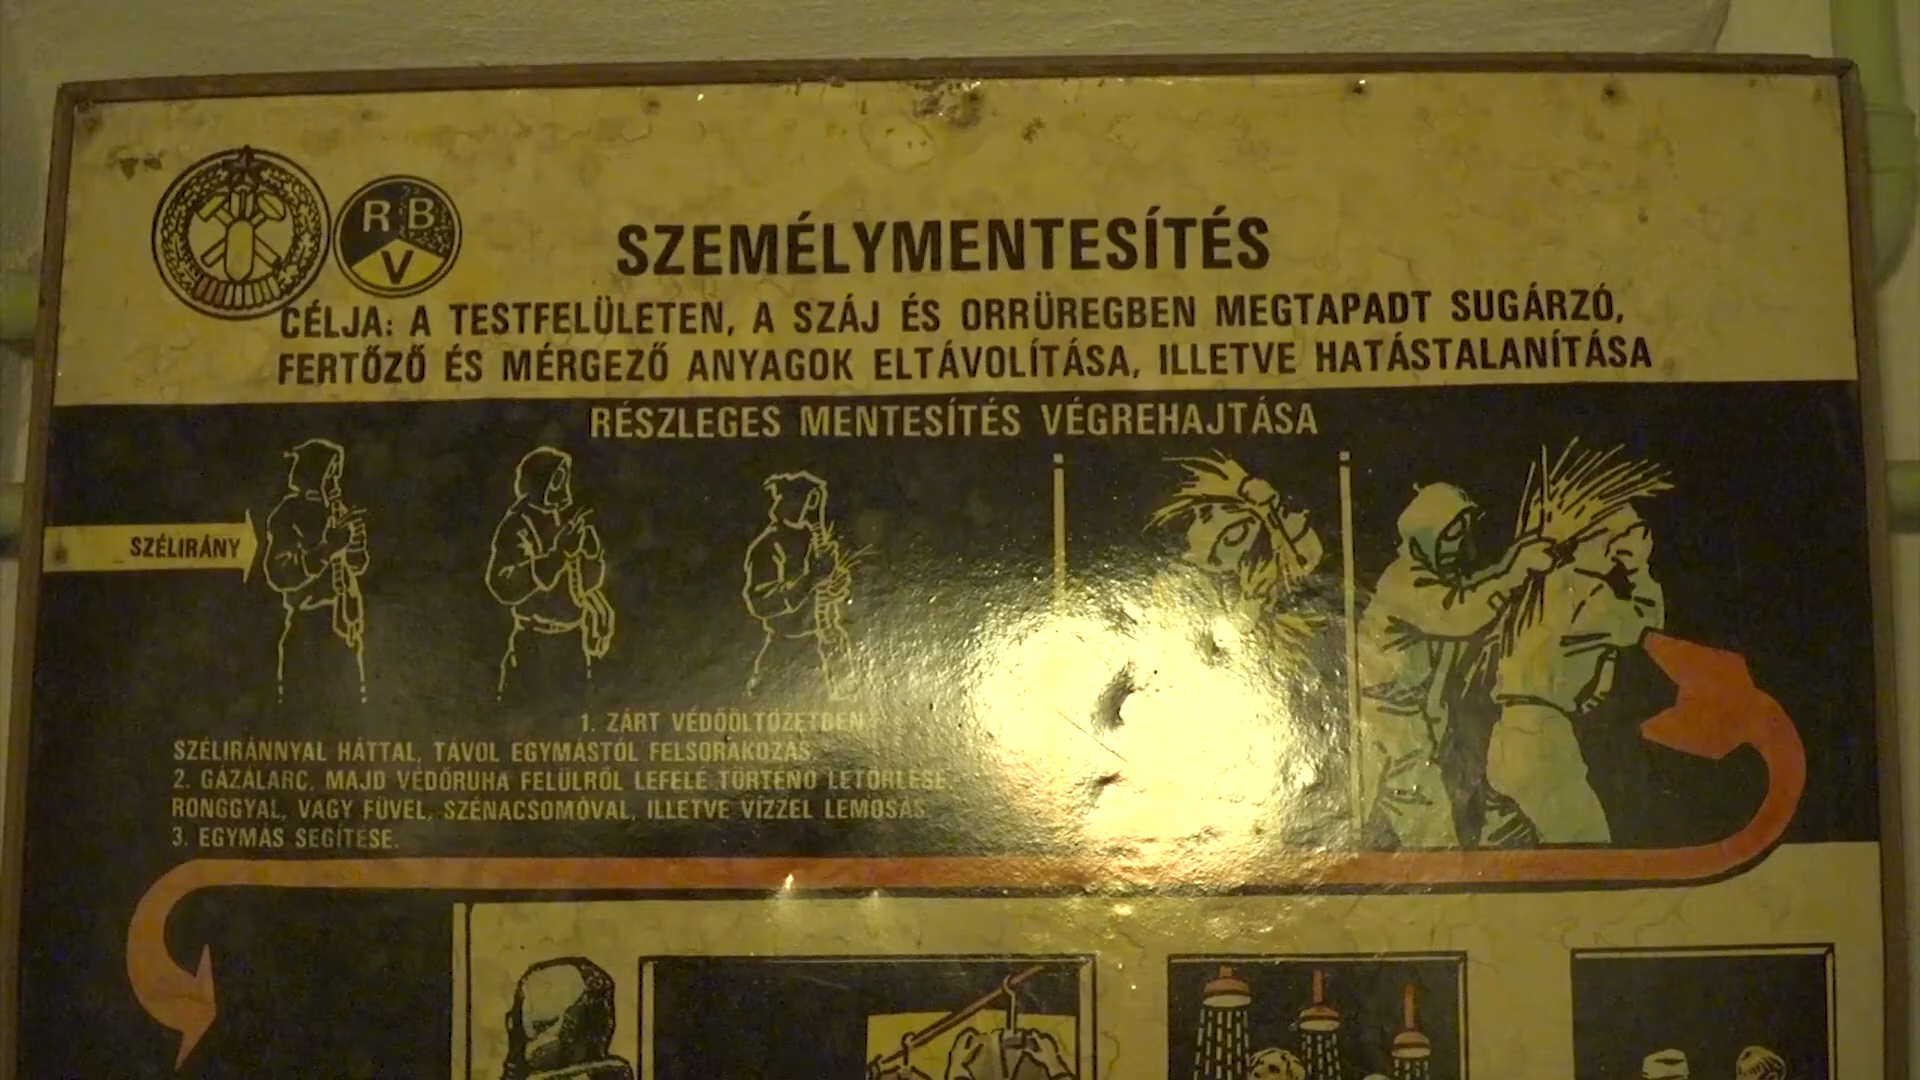 R B
V
SZEMÉLYMENTESÍTÉS
CÉLJA: A TESTFELÜLETEN, A SZÁJ ÉS ORRÜREGBEN MEGTAPADT SUGÁRZÓ,
FERTŐZŐ ÉS MÉRGEZŐ ANYAGOK ELTÁVOLÍTÁSA, ILLETVE HATÁSTALANÍTÁSA
RÉSZLEGES MENTESÍTÉS VÉGREHAJTÁSA
SZÉLIRÁNY
1. ZÁRT VÉDŐÖLTÖZETBEN
SZÉLIRÁNNYAL HÁTTAL, TÁVOL EGYMÁSTÓL FELSORAKOZÁS.
2. GÁZÁLARC, MAJD VÉDŐRUHA FELÜLRŐL LEFELÉ TÖRTÉNŐ LETÖRLÉSE
RONGGYAL, VAGY FŰVEL, SZÉNACSOMÓVAL, ILLETVE VÍZZEL LEMOSÁS
3. EGYMÁS SEGÍTÉSE.